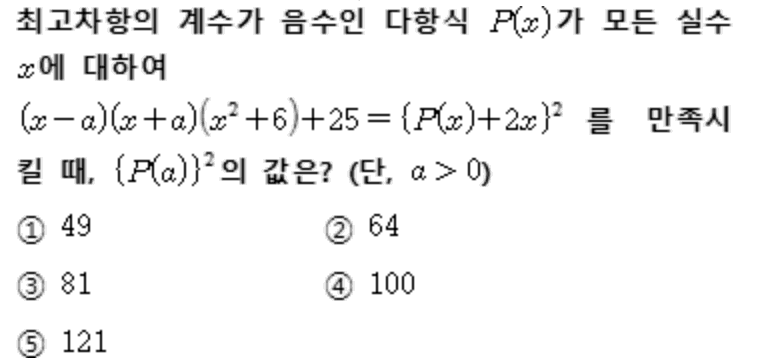 최고차항의 계수가 음수인 다항식 P(x)가 모든 실수
x에 대하여
(x−a)(x+a)(x²+6)+25={P(x)+2x}² 를 만족시
킬 때, {P(a)}²의 값은? (단, a>0)
① 49 ② 64
③ 81 ④ 100
⑤ 121